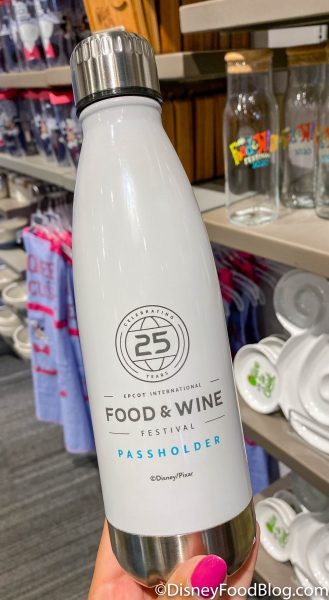 CELEBRATING
25
YEARS
EPCOT INTERNATIONAL
FOOD & WINE
FESTIVAL
PASSHOLDER
©Disney/Pixar
©DisneyFoodBlog.com